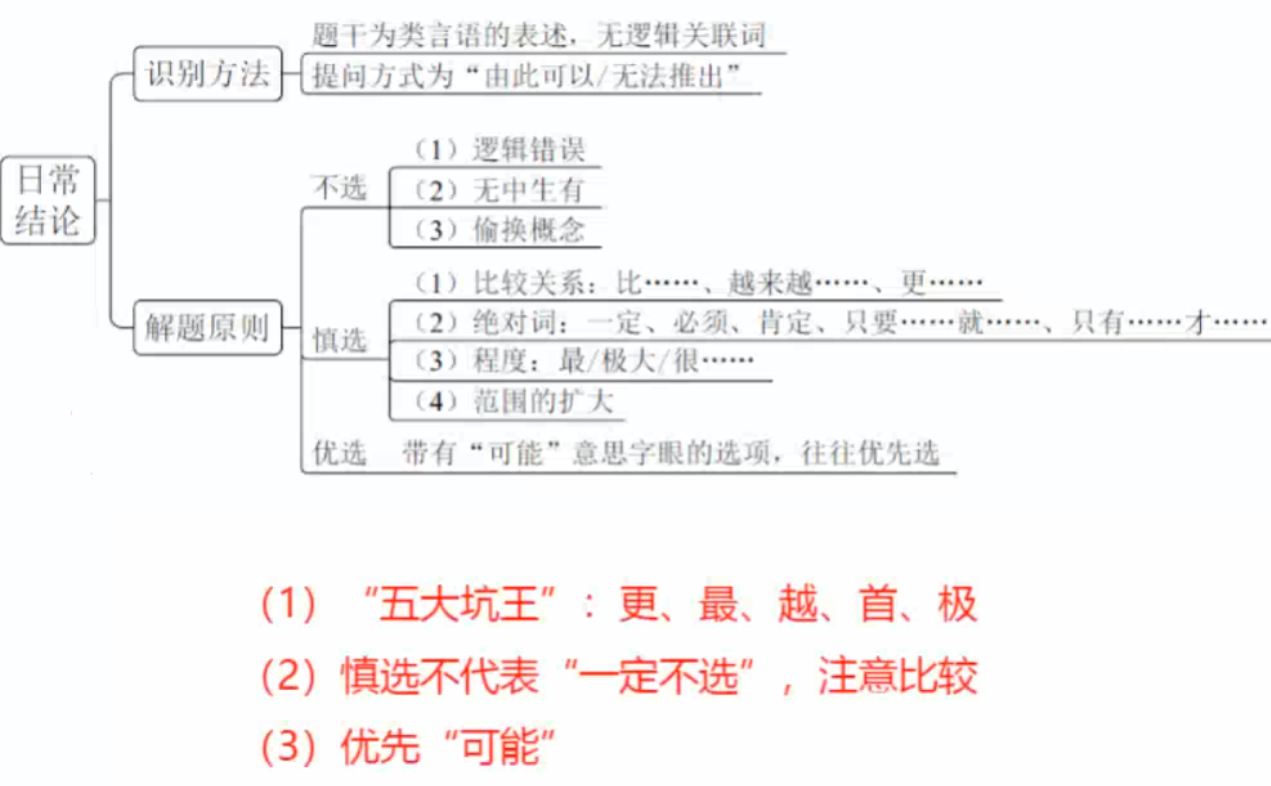 题干为类言语的表述，无逻辑关联词
识别方法
提问方式为“由此可以/无法推出”
日常
结论
不选
（1）逻辑错误
（2）无中生有
（3）偷换概念
解题原则
慎选
（1）比较关系：比……、越来越……、更……
（2）绝对词：一定、必须、肯定、只要……就……、只有……才……
（3）程度：最/极大/很……
（4）范围的扩大
优选 带有“可能”意思字眼的选项，往往优先选
（1）“五大坑王”：更、最、越、首、极
（2）慎选不代表“一定不选”，注意比较
（3）优先“可能”